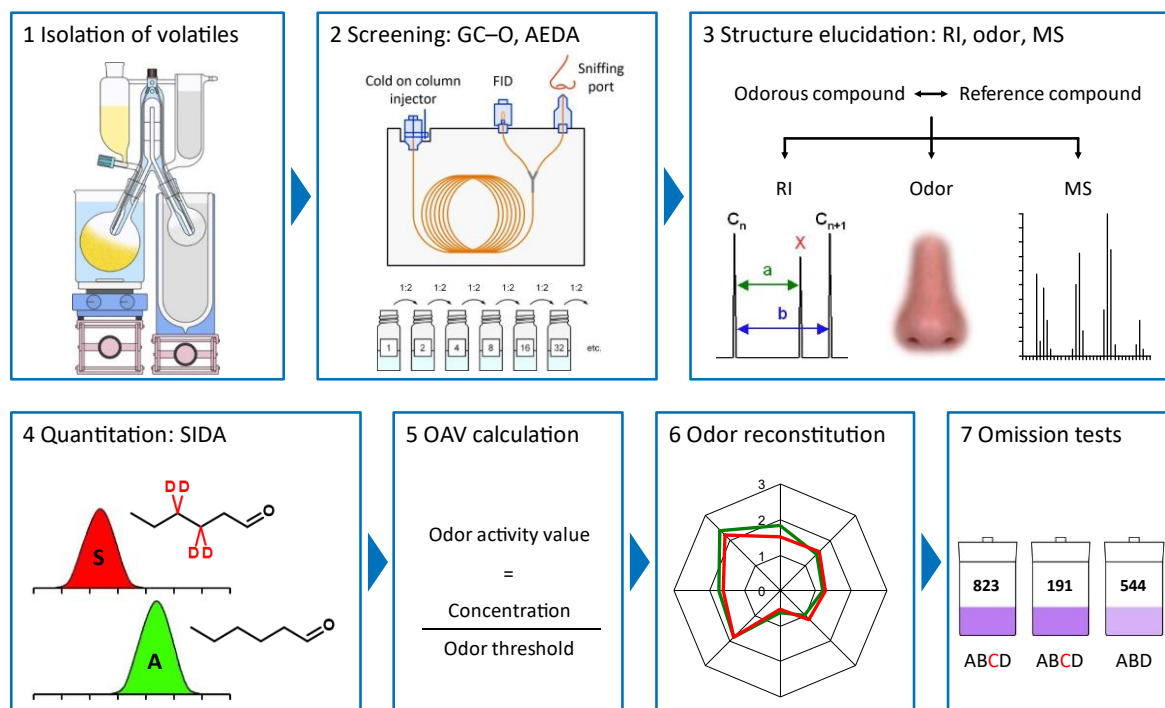 1 Isolation of volatiles
2 Screening: GC–O, AEDA
Cold on column
injector
FID
Sniffing
port
1:2 1:2 1:2 1:2 1:2 1:2
1 2 4 8 16 32 etc.
3 Structure elucidation: RI, odor, MS
Odorous compound Reference compound
RI Odor MS
Cn Cn+1
X
a
b
4 Quantitation: SIDA
D D
O
D D
S
O
A
5 OAV calculation
Odor activity value
=
Concentration
Odor threshold
6 Odor reconstitution
3
2
1
0
7 Omission tests
823 191 544
ABCD ABCD ABD